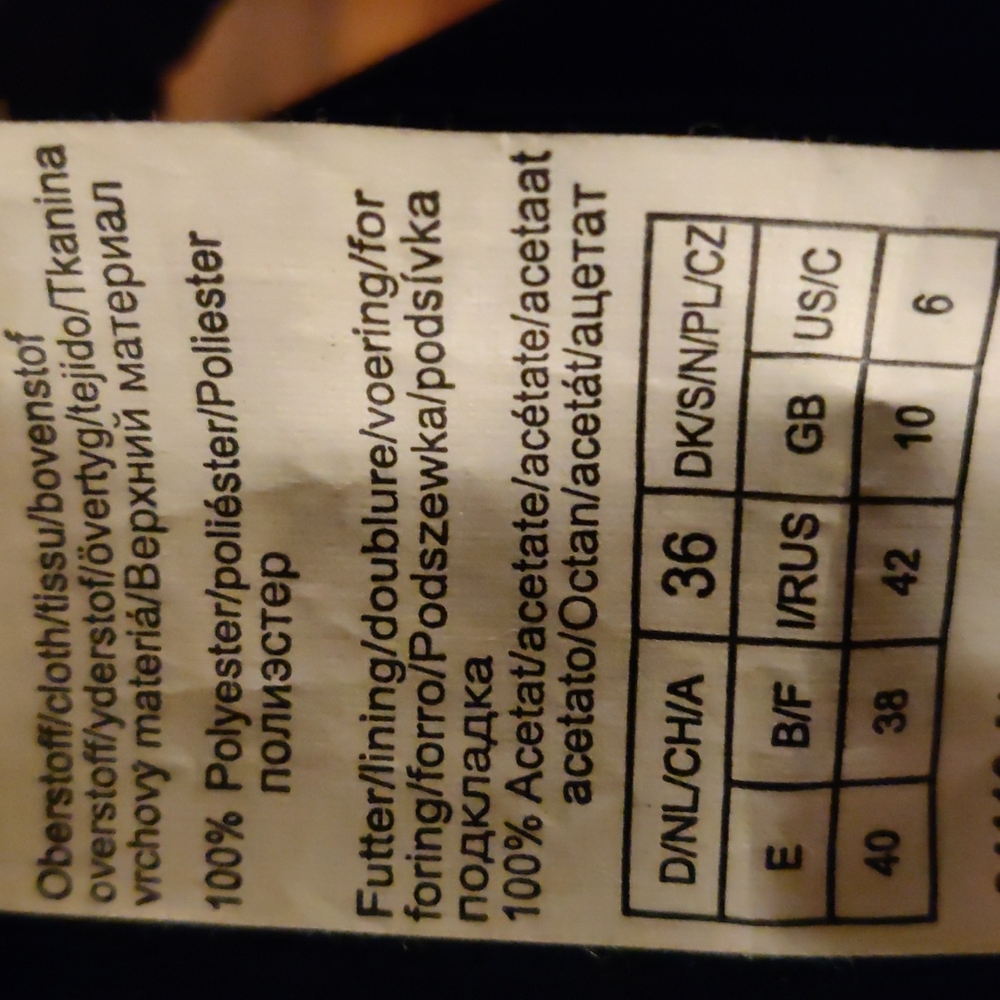 Oberstoff/cloth/tissu/bovenstof
overstoff/yderstof/övertyg/tejido/Tkanina
vrchový materiá/Верхний материал
100% Polyester/poliéster/Poliester
полиэстер
Futter/lining/doublure/voering/for
foring/forro/Podszewka/podsívka
подкладка
100% Acetat/acetate/acétate/acetaat
acetato/Octan/acetát/ацетат
D/NL/CH/A 36 DK/S/N/PL/CZ
E B/F I/RUS GB US/C
40 38 42 10 6